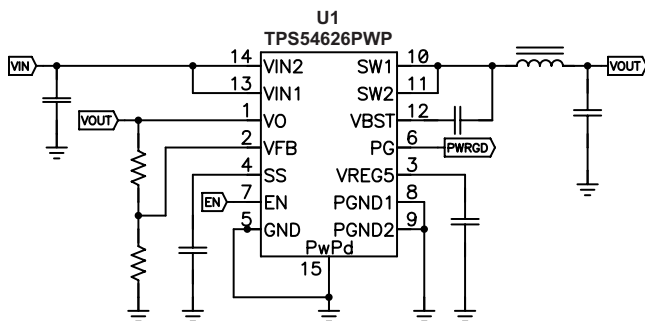 U1
TPS54626PWP
VIN
14 VIN2 SW1 10
13 VIN1 SW2 11
VOUT
1 VO VBST 12
2 VFB PG 6
PWRGD
4 SS VREG5 3
EN
7 EN PGND1 8
5 GND PGND2 9
PwPd
15
VOUT